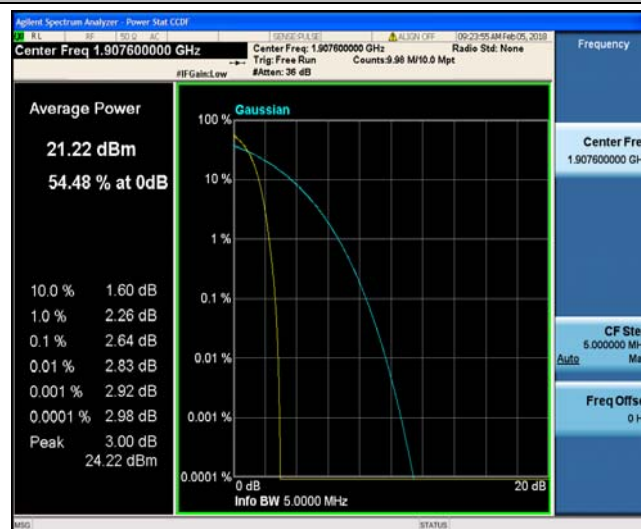 Agilent Spectrum Analyzer - Power Stat CCDF
RL RF 50 Ω AC SENSE:PULSE ALIGN OFF 09:23:55 AM Feb 05, 2018
Center Freq 1.907600000 GHz
Center Freq: 1.907600000 GHz Radio Std: None
Trig: Free Run Counts:9.98 M/10.0 Mpt
#IFGain:Low #Atten: 36 dB
Frequency
Average Power
21.22 dBm
54.48 % at 0dB
10.0 % 1.60 dB
1.0 % 2.26 dB
0.1 % 2.64 dB
0.01 % 2.83 dB
0.001 % 2.92 dB
0.0001 % 2.98 dB
Peak 3.00 dB
24.22 dBm
Gaussian
100 %
10 %
1 %
0.1 %
0.01 %
0.001 %
0.0001 %
0 dB 20 dB
Info BW 5.0000 MHz
Center Fre
1.907600000 GH
CF Ste
5.000000 MH
Auto Ma
Freq Offse
0 H
MSG STATUS